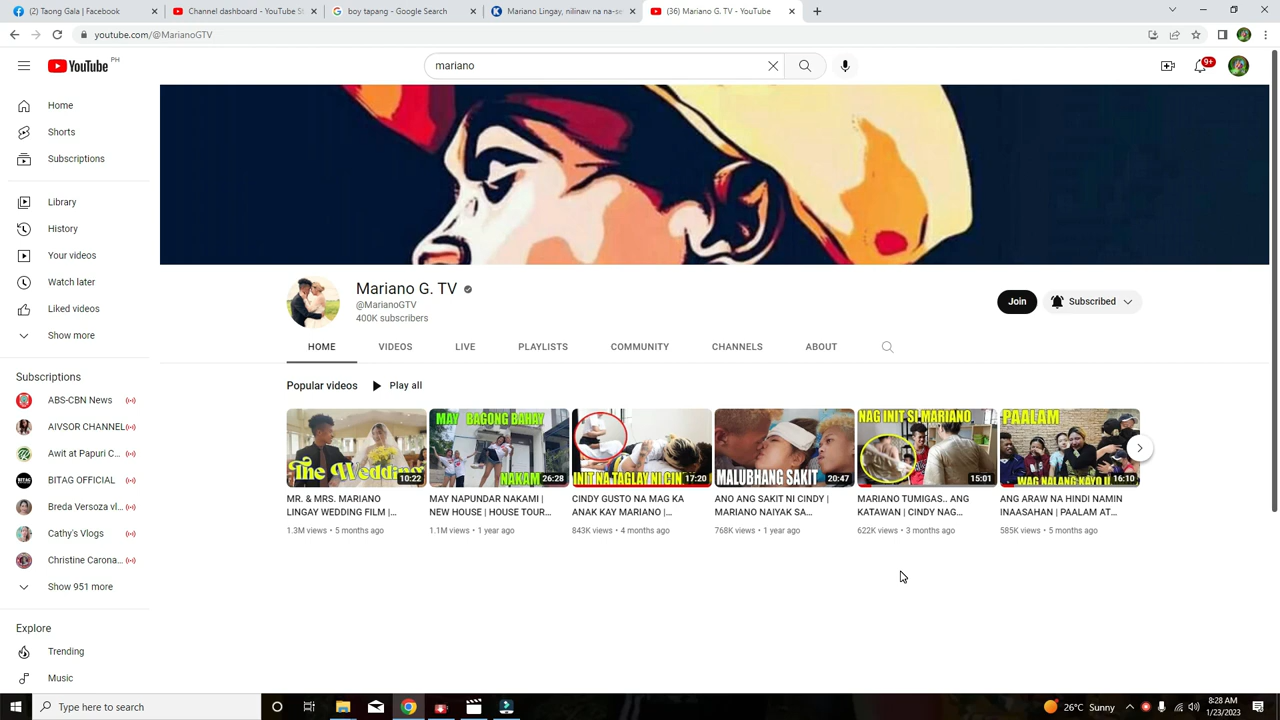 (2) Taong Gala | Facebook
Channel dashboard - YouTube St
boy tapang - Google Search
Mariano Lingay, nilinaw na na-se
(36) Mariano G. TV - YouTube
youtube.com/@MarianoGTV
YouTube PH
mariano
9+
Home
Shorts
Subscriptions
Library
History
Your videos
Watch later
Liked videos
Show more
Subscriptions
ABS-CBN News
AIVSOR CHANNEL
Awit at Papuri C...
BITAG OFFICIAL
Breda Versoza vl...
Cathy's Vlogs
Christine Carona...
Show 951 more
Explore
Trending
Music
Mariano G. TV
@MarianoGTV
400K subscribers
Join
Subscribed
HOME
VIDEOS
LIVE
PLAYLISTS
COMMUNITY
CHANNELS
ABOUT
Popular videos
Play all
The Wedding
10:22
MR. & MRS. MARIANO
LINGAY WEDDING FILM |...
1.3M views • 5 months ago
MAY BAGONG BAHAY
NAKAM
26:28
MAY NAPUNDAR NAKAMI |
NEW HOUSE | HOUSE TOUR...
1.1M views • 1 year ago
INIT NA TAGLAY NI CIN
17:20
CINDY GUSTO NA MAG KA
ANAK KAY MARIANO |...
843K views • 4 months ago
MALUBHANG SAKIT
20:47
ANO ANG SAKIT NI CINDY |
MARIANO NAIYAK SA...
768K views • 1 year ago
NAG INIT SI MARIANO
15:01
MARIANO TUMIGAS.. ANG
KATAWAN | CINDY NAG...
622K views • 3 months ago
PAALAM
WAG NALANG KAYO U
16:10
ANG ARAW NA HINDI NAMIN
INAASAHAN | PAALAM AT...
585K views • 5 months ago
Type here to search
26°C Sunny
8:28 AM
1/23/2023